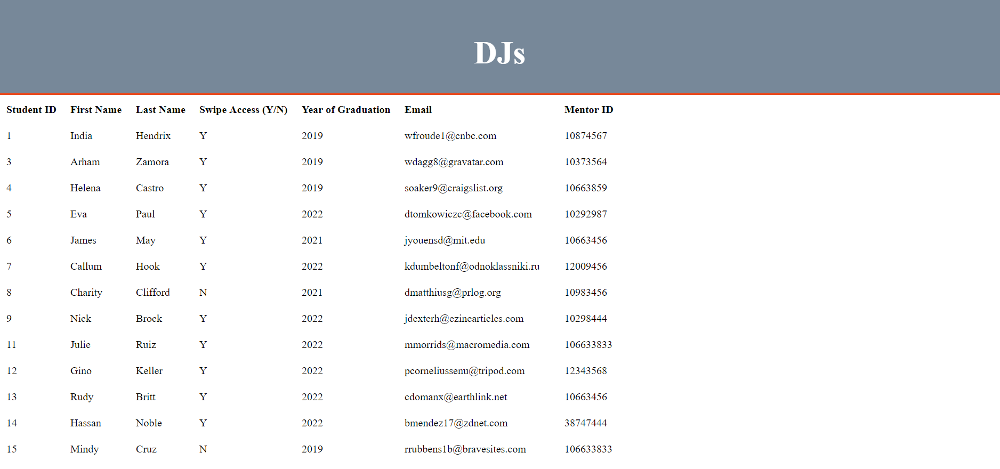 DJs
Student ID First Name Last Name Swipe Access (Y/N) Year of Graduation Email Mentor ID
1 India Hendrix Y 2019 wfroude1@cnbc.com 10874567
3 Arham Zamora Y 2019 wdagg8@gravatar.com 10373564
4 Helena Castro Y 2019 soaker9@craigslist.org 10663859
5 Eva Paul Y 2022 dtomkowiczc@facebook.com 10292987
6 James May Y 2021 jyouensd@mit.edu 10663456
7 Callum Hook Y 2022 kdumbeltonf@odnoklassniki.ru 12009456
8 Charity Clifford N 2021 dmatthiusg@prlog.org 10983456
9 Nick Brock Y 2022 jdexterh@ezinearticles.com 10298444
11 Julie Ruiz Y 2022 mmorrids@macromedia.com 106633833
12 Gino Keller Y 2022 pcorneliussenu@tripod.com 12343568
13 Rudy Britt Y 2022 cdomanx@earthlink.net 10663456
14 Hassan Noble Y 2022 bmendez17@zdnet.com 38747444
15 Mindy Cruz N 2019 rrubbens1b@bravesites.com 106633833